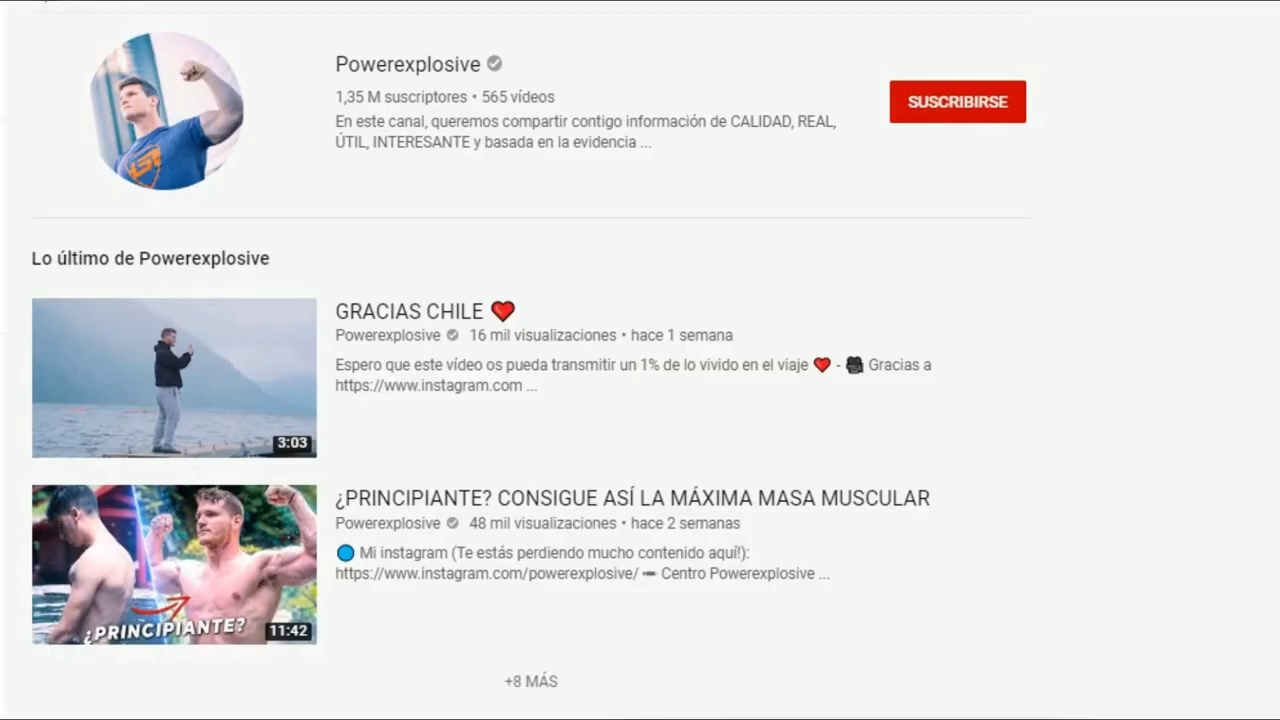 Powerexplosive
1,35 M suscriptores • 565 vídeos
SUSCRIBIRSE
En este canal, queremos compartir contigo información de CALIDAD, REAL,
ÚTIL, INTERESANTE y basada en la evidencia ...
Lo último de Powerexplosive
GRACIAS CHILE ❤️
Powerexplosive 16 mil visualizaciones • hace 1 semana
Espero que este vídeo os pueda transmitir un 1% de lo vivido en el viaje ❤️ - 🎥 Gracias a
https://www.instagram.com ...
3:03
¿PRINCIPIANTE? CONSIGUE ASÍ LA MÁXIMA MASA MUSCULAR
Powerexplosive 48 mil visualizaciones • hace 2 semanas
🔵 Mi instagram (Te estás perdiendo mucho contenido aquí!):
https://www.instagram.com/powerexplosive/ ➖ Centro Powerexplosive ...
¿PRINCIPIANTE?
11:42
+8 MÁS